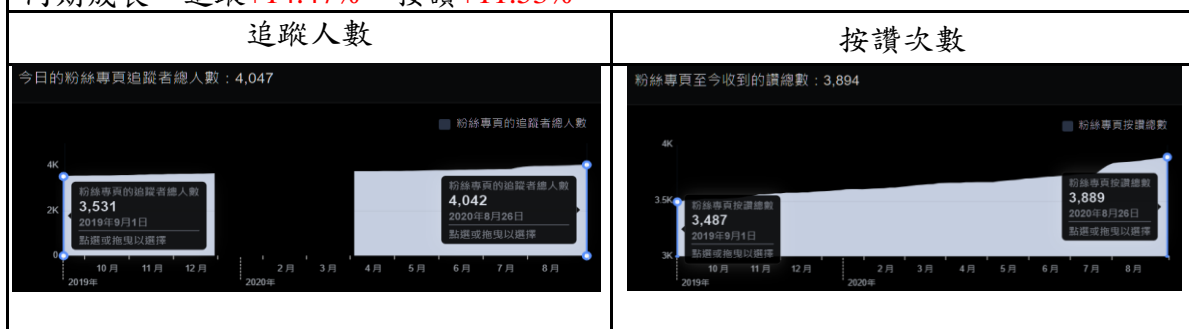 追蹤+14.47% 按讚+11.53%
追蹤人數
按讚次數
今日的粉絲專頁追蹤者總人數：4,047
粉絲專頁的追蹤者總人數
4K
2K
0
粉絲專頁的追蹤者總人數
3,531
2019年9月1日
點選或拖曳以選擇
粉絲專頁的追蹤者總人數
4,042
2020年8月26日
點選或拖曳以選擇
10月 11月 12月 2月 3月 4月 5月 6月 7月 8月
2019年 2020年
粉絲專頁至今收到的讚總數：3,894
粉絲專頁按讚總數
4K
3.5K
3K
粉絲專頁按讚總數
3,487
2019年9月1日
點選或拖曳以選擇
粉絲專頁按讚總數
3,889
2020年8月26日
點選或拖曳以選擇
10月 11月 12月 2月 3月 4月 5月 6月 7月 8月
2019年 2020年